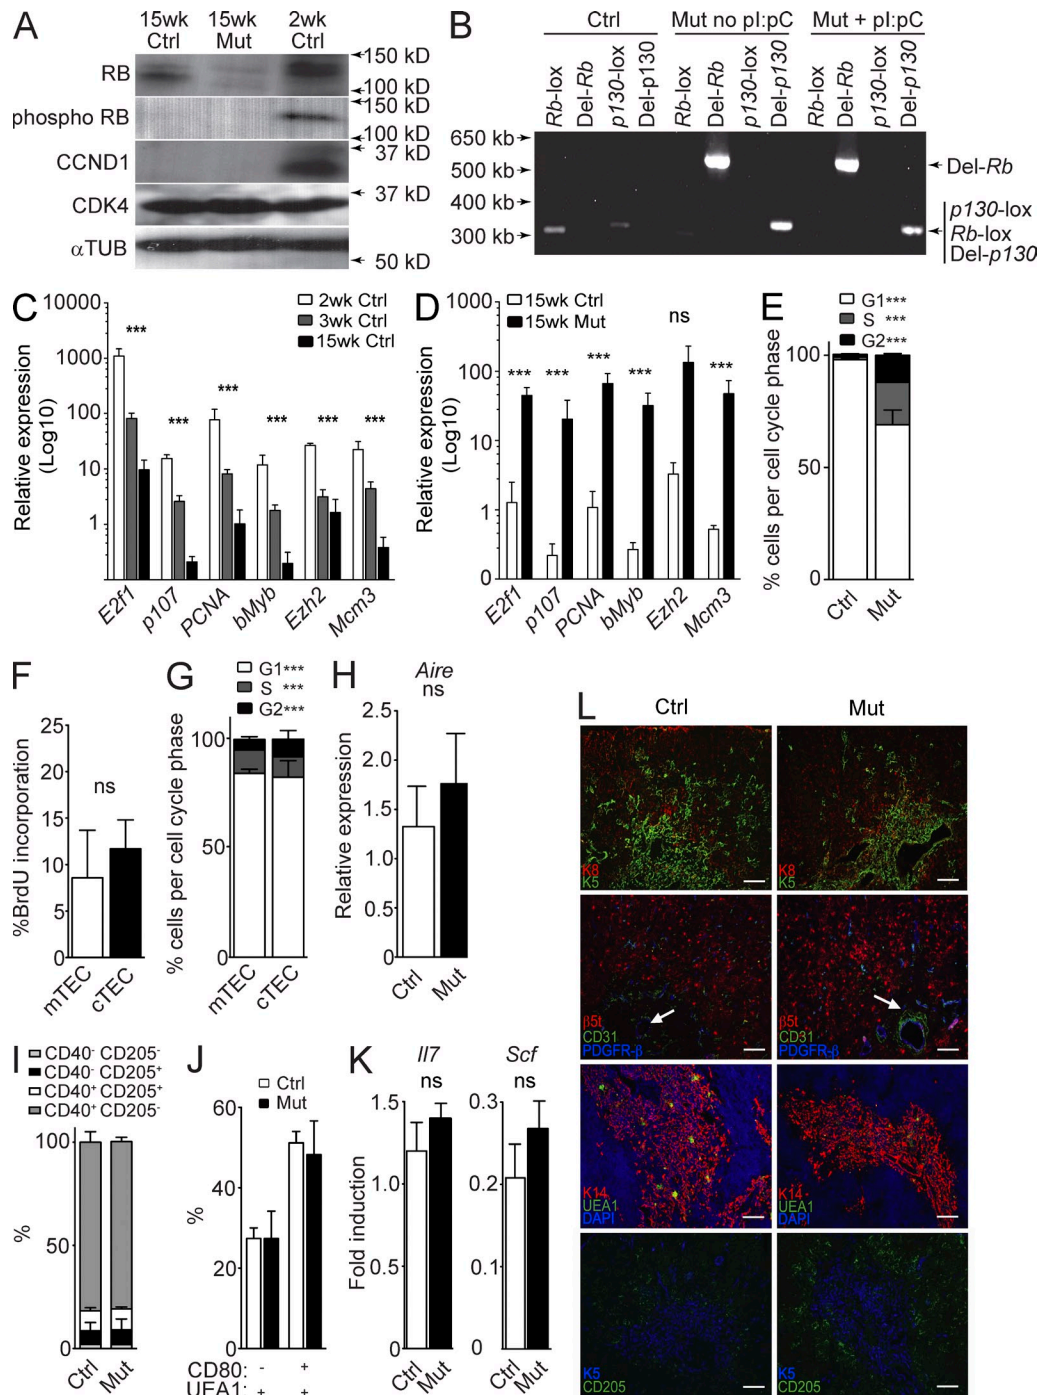 A
15wk Ctrl
15wk Mut
2wk Ctrl
RB
150 kD
100 kD
phospho RB
150 kD
100 kD
CCND1
37 kD
CDK4
37 kD
αTUB
50 kD
B
Ctrl
Mut no pI:pC
Mut + pI:pC
Rb-lox
Del-Rb
p130-lox
Del-p130
Rb-lox
Del-Rb
p130-lox
Del-p130
Rb-lox
Del-Rb
p130-lox
Del-p130
650 kb
500 kb
400 kb
300 kb
Del-Rb
p130-lox
Rb-lox
Del-p130
C
2wk Ctrl
3wk Ctrl
15wk Ctrl
Relative expression (Log10)
10000
1000
100
10
1
***
***
***
***
***
***
E2f1
p107
PCNA
bMyb
Ezh2
Mcm3
D
15wk Ctrl
15wk Mut
Relative expression (Log10)
1000
100
10
1
0
***
***
***
***
ns
***
E2f1
p107
PCNA
bMyb
Ezh2
Mcm3
E
G1***
S ***
G2***
% cells per cell cycle phase
100
50
0
Ctrl
Mut
F
%BrdU incorporation
25
20
15
10
5
0
ns
mTEC
cTEC
G
G1***
S ***
G2***
% cells per cell cycle phase
100
50
0
mTEC
cTEC
H
Aire
ns
Relative expression
2.5
2.0
1.5
1.0
0.5
0
Ctrl
Mut
I
CD40- CD205-
CD40- CD205+
CD40+ CD205+
CD40+ CD205-
%
100
50
0
Ctrl
Mut
J
Ctrl
Mut
%
60
40
20
0
CD80: - +
UEA1: + +
K
Il7
ns
Fold induction
1.5
1.0
0.5
0
Ctrl
Mut
Scf
ns
0.3
0.2
0.1
0
Ctrl
Mut
L
Ctrl
Mut
K8
K5
K8
K5
β5t
CD31
PDGFR-β
β5t
CD31
PDGFR-β
K14
UEA1
DAPI
K14
UEA1
DAPI
K5
CD205
K5
CD205